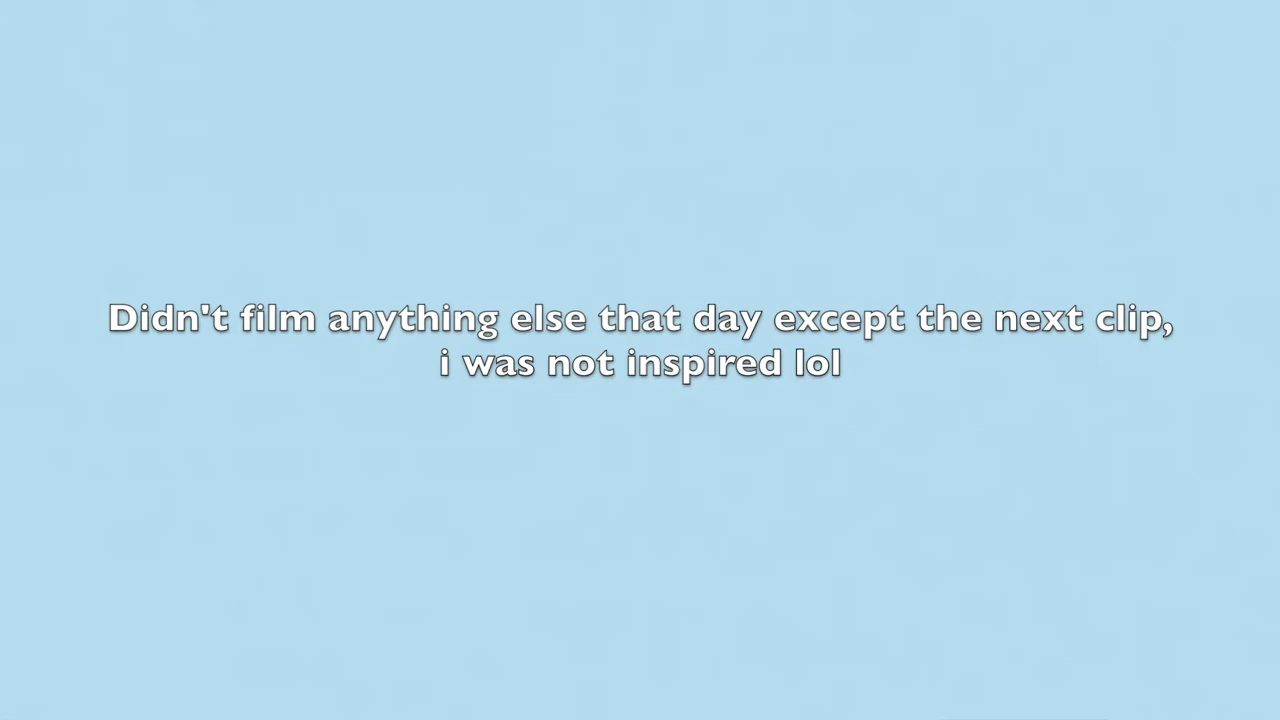 Didn't film anything else that day except the next clip,
i was not inspired lol